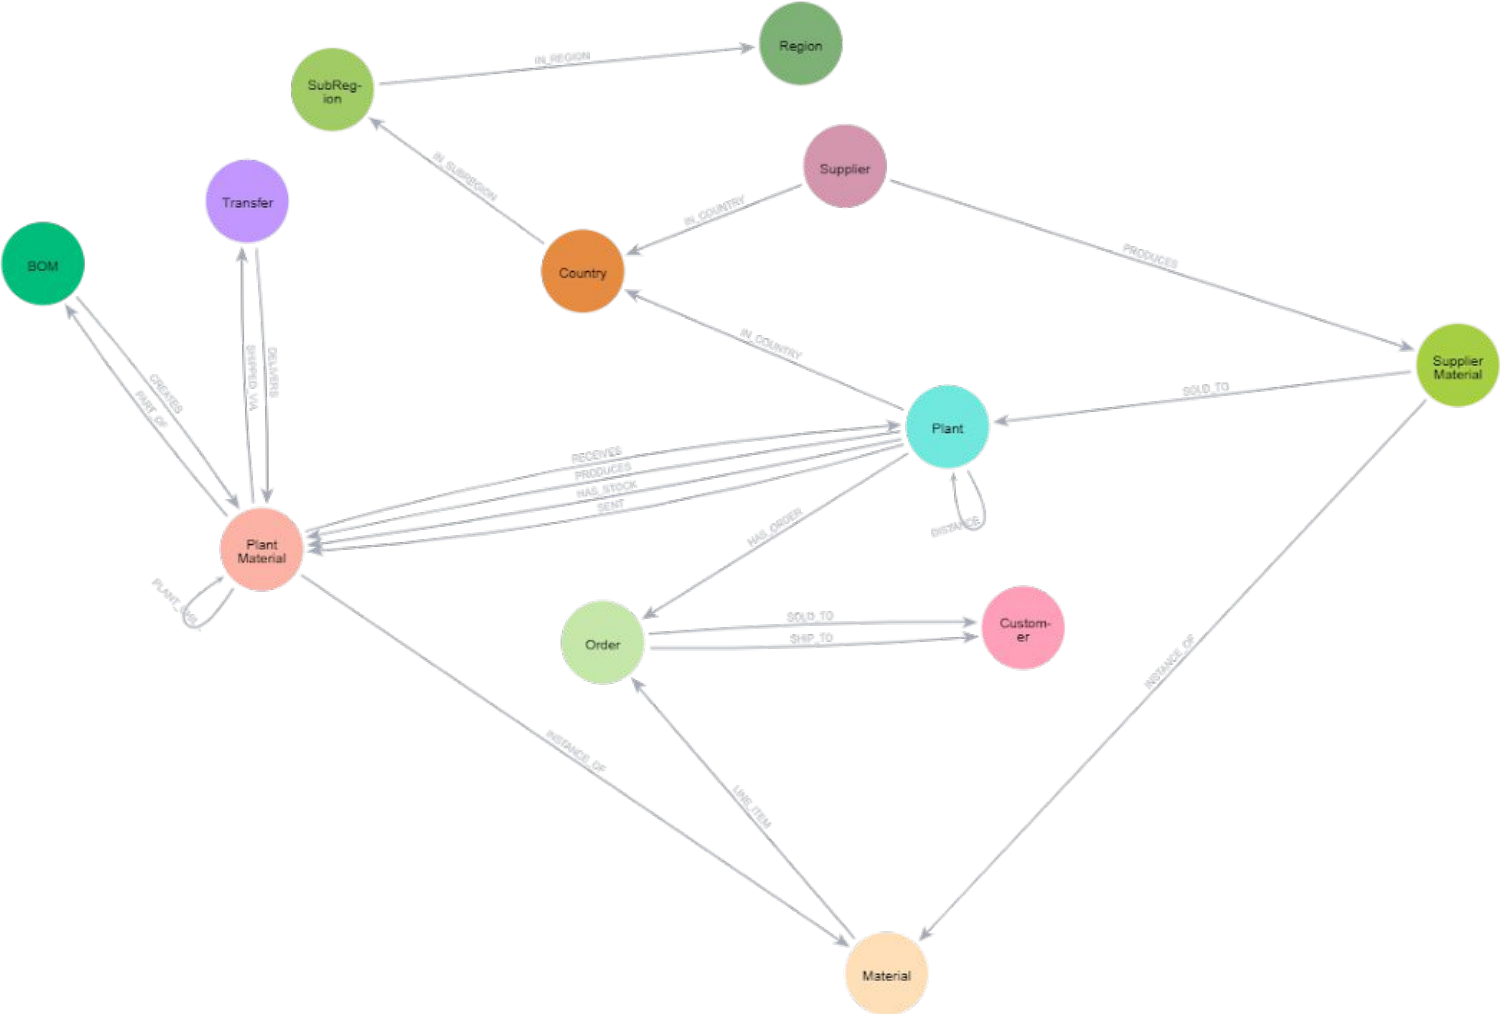 Region
IN_REGION
SubReg-
ion
Supplier
IN_SUBREGION
Transfer
IN_COUNTRY
PRODUCES
BOM
Country
IN_COUNTRY
Supplier
Material
SHIPPED_VIA
DELIVERS
CREATES
PART_OF
SOLD_TO
Plant
RECEIVES
PRODUCES
HAS_STOCK
SENT
HAS_ORDER
DISTANCE
Plant
Material
SOLD_TO
SHIP_TO
Order
Custom-
er
INSTANCE_OF
INSTANCE_OF
LINE_ITEM
Material